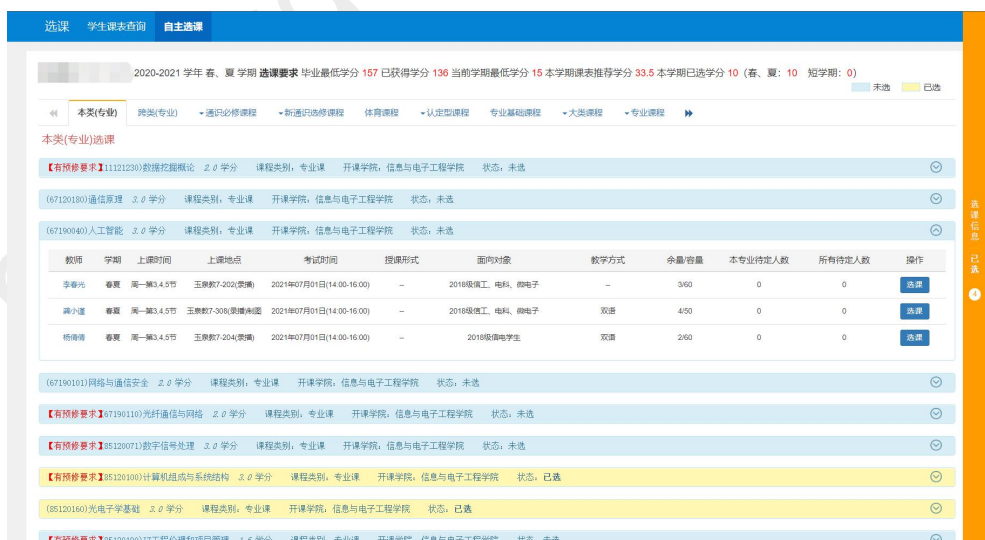 选课 学生课表查询 自主选课
2020-2021 学年 春、夏 学期 选课要求 毕业最低学分 157 已获得学分 136 当前学期最低学分 15 本学期课表推荐学分 33.5 本学期已选学分 10（春、夏：10 短学期：0）
未选 已选
本类(专业) 跨类(专业) 通识必修课程 新通识选修课程 体育课程 认定型课程 专业基础课程 大类课程 专业课程
本类(专业)选课
【有预修要求】(11121230)数据挖掘概论 2.0 学分 课程类别：专业课 开课学院：信息与电子工程学院 状态：未选
(67120180)通信原理 3.0 学分 课程类别：专业课 开课学院：信息与电子工程学院 状态：未选
(67190040)人工智能 3.0 学分 课程类别：专业课 开课学院：信息与电子工程学院 状态：未选
教师 学期 上课时间 上课地点 考试时间 授课形式 面向对象 教学方式 余量/容量 本专业待定人数 所有待定人数 操作
李春光 春夏 周一第3,4,5节 玉泉教7-202(录播) 2021年07月01日(14:00-16:00) -- 2018级信工、电科、微电子 -- 3/60 0 0 选课
龚小谨 春夏 周一第3,4,5节 玉泉教7-308(录播)制图 2021年07月01日(14:00-16:00) -- 2018级信工、电科、微电子 双语 4/50 0 0 选课
杨倩倩 春夏 周一第3,4,5节 玉泉教7-204(录播) 2021年07月01日(14:00-16:00) -- 2018级信电学生 双语 2/60 0 0 选课
(67190101)网络与通信安全 2.0 学分 课程类别：专业课 开课学院：信息与电子工程学院 状态：未选
【有预修要求】(67190110)光纤通信与网络 2.0 学分 课程类别：专业课 开课学院：信息与电子工程学院 状态：未选
【有预修要求】(85120071)数字信号处理 3.0 学分 课程类别：专业课 开课学院：信息与电子工程学院 状态：未选
【有预修要求】(85120100)计算机组成与系统结构 3.0 学分 课程类别：专业课 开课学院：信息与电子工程学院 状态：已选
(85120160)光电子学基础 3.0 学分 课程类别：专业课 开课学院：信息与电子工程学院 状态：已选
选课信息 已选 4